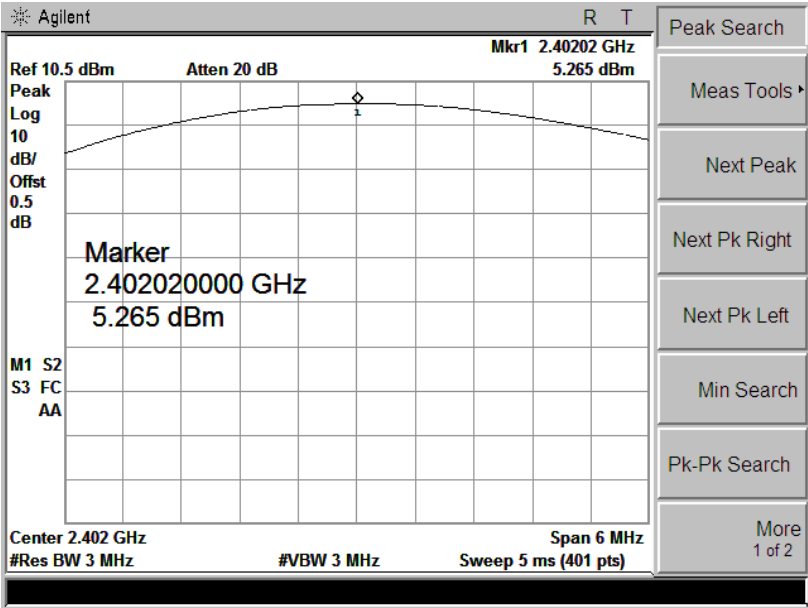 Agilent R T
Mkr1 2.40202 GHz
Ref 10.5 dBm Atten 20 dB 5.265 dBm
Peak
Log
10
dB/
Offst
0.5
dB
1
Marker
2.402020000 GHz
5.265 dBm
M1 S2
S3 FC
AA
Center 2.402 GHz Span 6 MHz
#Res BW 3 MHz #VBW 3 MHz Sweep 5 ms (401 pts)
Peak Search
Meas Tools
Next Peak
Next Pk Right
Next Pk Left
Min Search
Pk-Pk Search
More
1 of 2